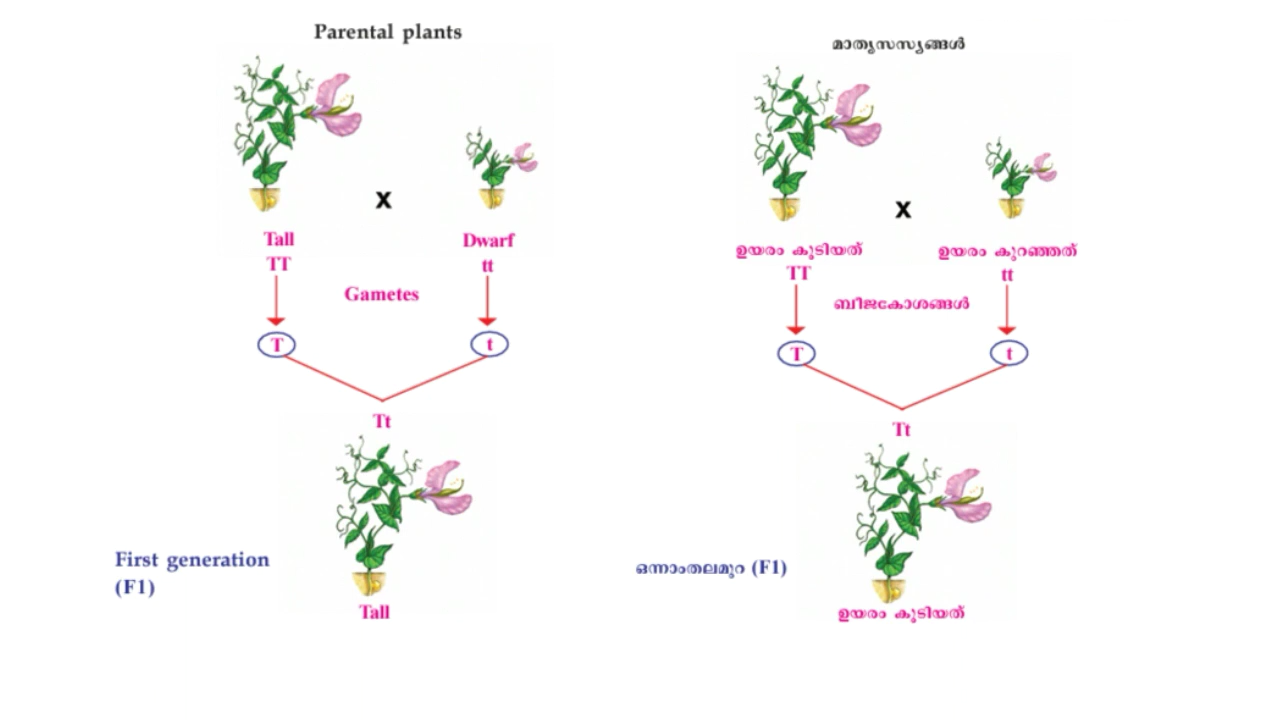 Parental plants
X
Tall
Dwarf
TT
tt
Gametes
T
t
Tt
First generation
(F1)
Tall
മാതൃസസ്യങ്ങൾ
X
ഉയരം കൂടിയത്
ഉയരം കുറഞ്ഞത്
TT
tt
ബീജകോശങ്ങൾ
T
t
Tt
ഒന്നാംതലമുറ (F1)
ഉയരം കൂടിയത്